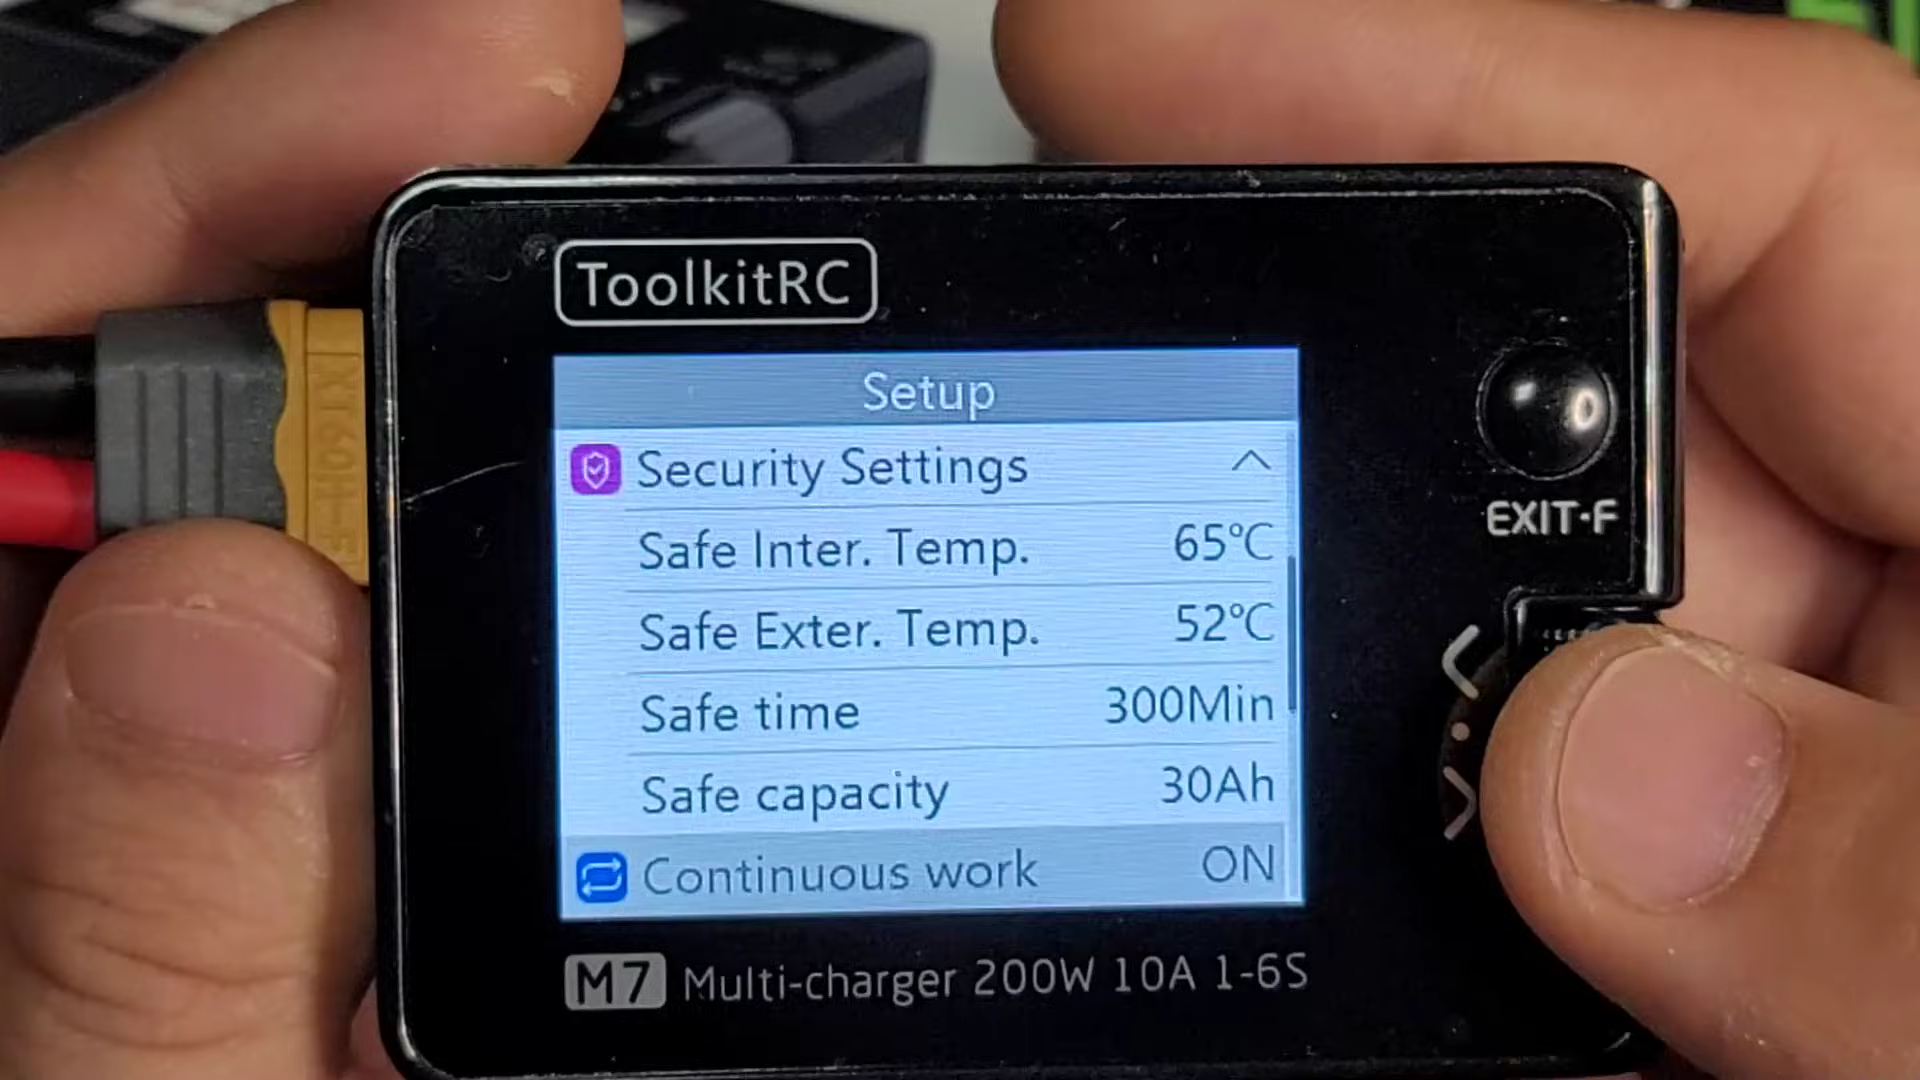 ToolkitRC
Setup
Security Settings
Safe Inter. Temp. 65℃
Safe Exter. Temp. 52℃
Safe time 300Min
Safe capacity 30Ah
Continuous work ON
EXIT·F
M7 Multi-charger 200W 10A 1-6S
XT60H-F